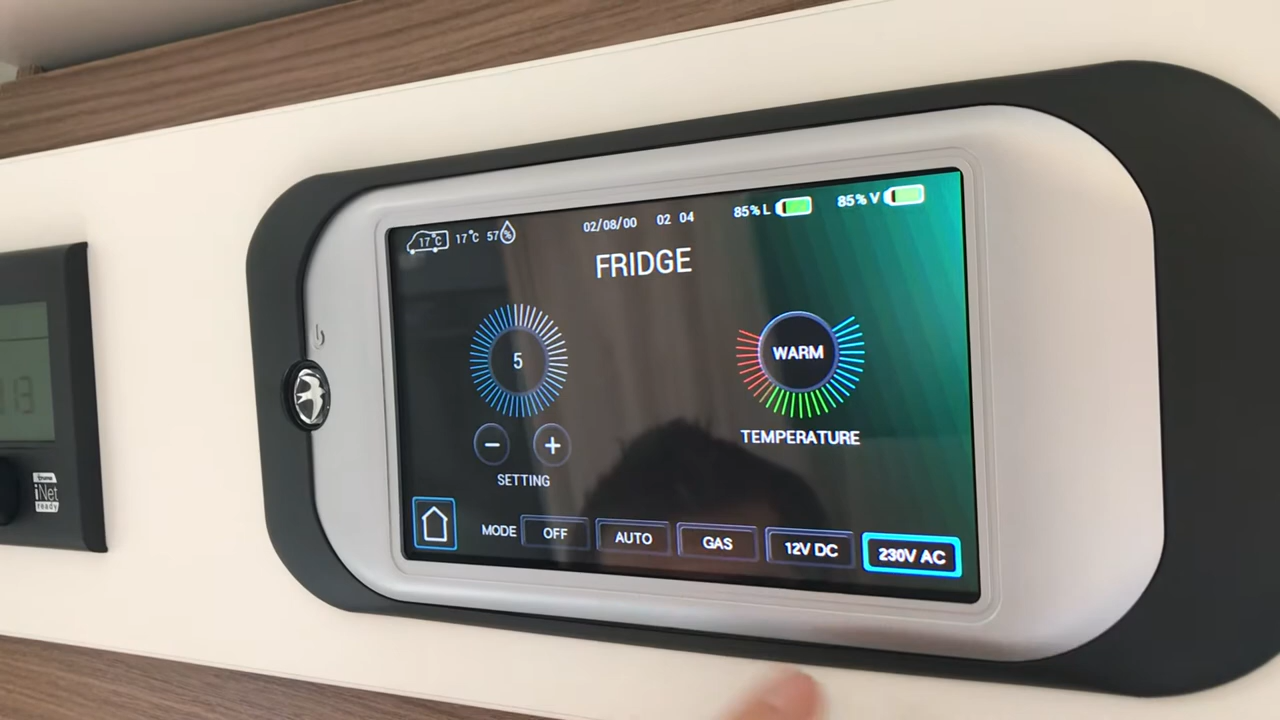 17°C 17°C 57%
02/08/00 02 04
85% L
85% V
FRIDGE
5
WARM
- +
SETTING
TEMPERATURE
MODE OFF AUTO GAS 12V DC 230V AC
iNet
ready